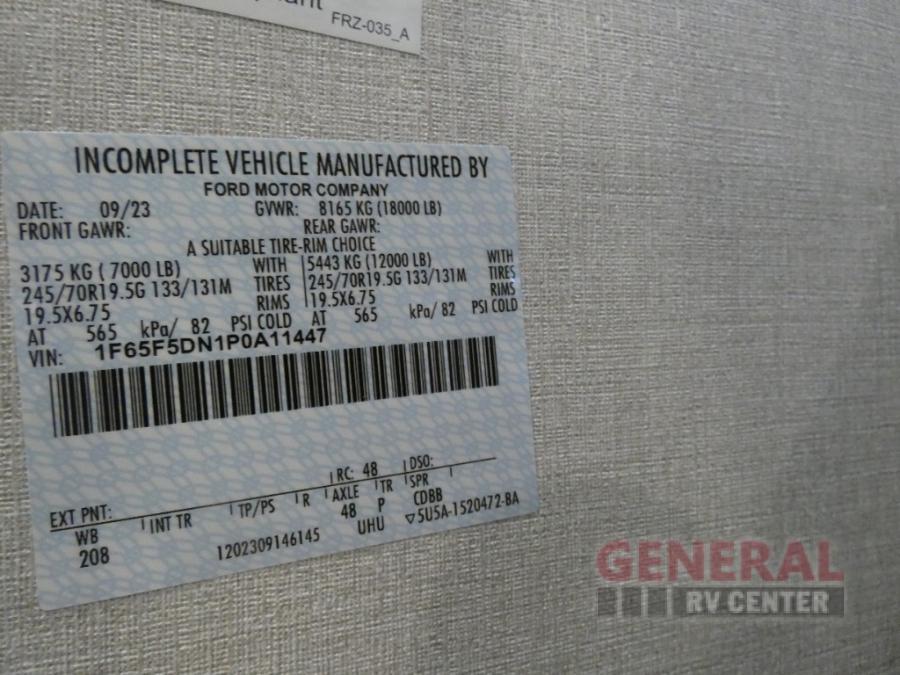 FRZ-035_A
INCOMPLETE VEHICLE MANUFACTURED BY
FORD MOTOR COMPANY
DATE: 09/23 GVWR: 8165 KG (18000 LB)
FRONT GAWR: REAR GAWR:
A SUITABLE TIRE-RIM CHOICE
3175 KG ( 7000 LB) WITH 5443 KG (12000 LB) WITH
245/70R19.5G 133/131M TIRES 245/70R19.5G 133/131M TIRES
19.5X6.75 RIMS 19.5X6.75 RIMS
AT 565 kPa/ 82 PSI COLD AT 565 kPa/ 82 PSI COLD
VIN: 1F65F5DN1P0A11447
EXT PNT: RC: 48 DSO:
WB INT TR TP/PS R AXLE TR SPR
208 48 P CDBB
1202309146145 UHU ▽5U5A-1520472-BA
GENERAL
RV CENTER